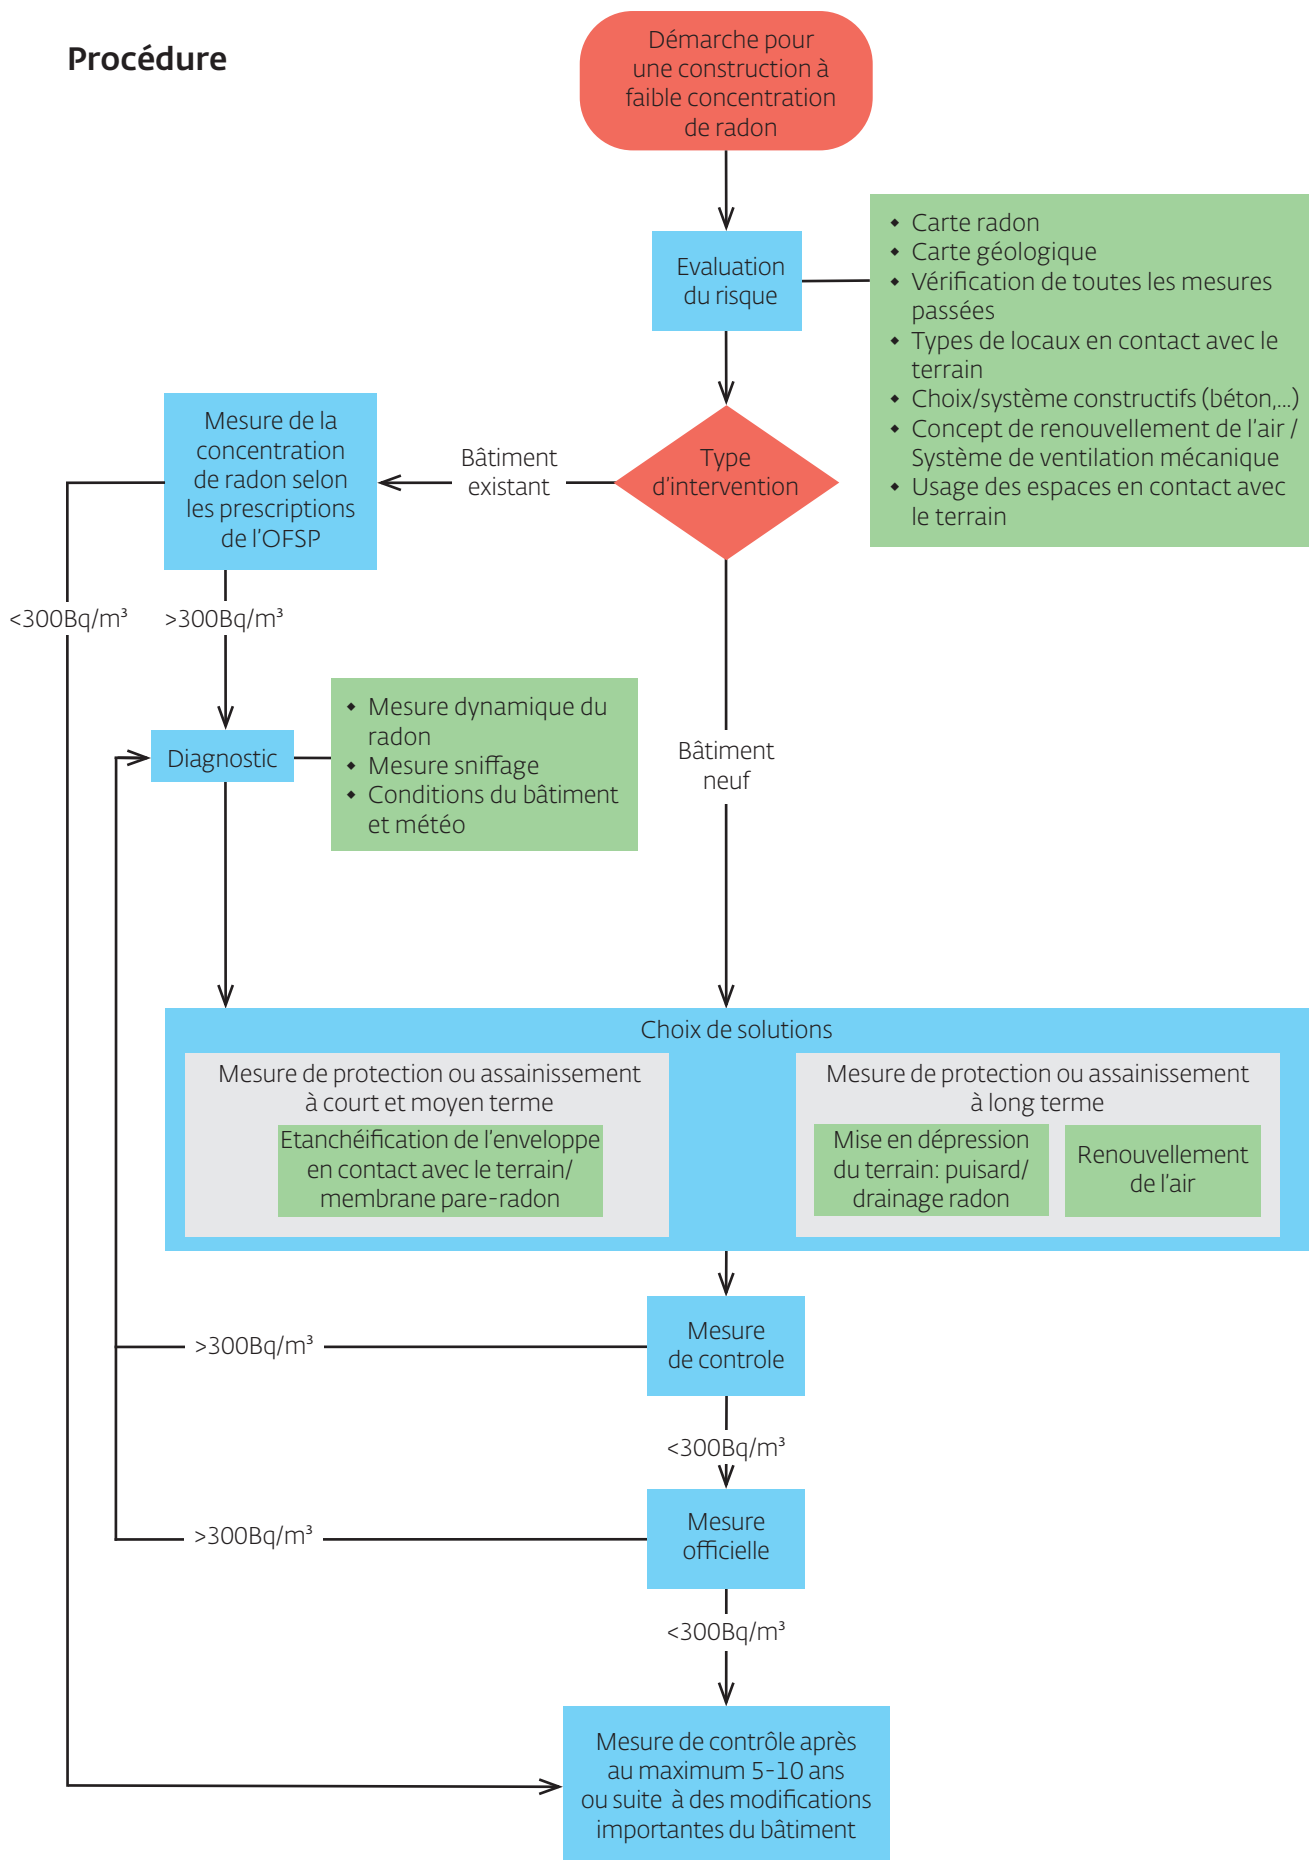 Procédure
Démarche pour
une construction à
faible concentration
de radon
Evaluation
du risque
◆ Carte radon
◆ Carte géologique
◆ Vérification de toutes les mesures
passées
◆ Types de locaux en contact avec le
terrain
◆ Choix/système constructifs (béton,...)
◆ Concept de renouvellement de l'air /
Système de ventilation mécanique
◆ Usage des espaces en contact avec
le terrain
Type
d'intervention
Bâtiment
existant
Mesure de la
concentration
de radon selon
les prescriptions
de l'OFSP
<300Bq/m³
>300Bq/m³
Diagnostic
◆ Mesure dynamique du
radon
◆ Mesure sniffage
◆ Conditions du bâtiment
et météo
Bâtiment
neuf
Choix de solutions
Mesure de protection ou assainissement
à court et moyen terme
Etanchéification de l'enveloppe
en contact avec le terrain/
membrane pare-radon
Mesure de protection ou assainissement
à long terme
Mise en dépression
du terrain: puisard/
drainage radon
Renouvellement
de l'air
Mesure
de controle
>300Bq/m³
<300Bq/m³
Mesure
officielle
>300Bq/m³
<300Bq/m³
Mesure de contrôle après
au maximum 5-10 ans
ou suite à des modifications
importantes du bâtiment